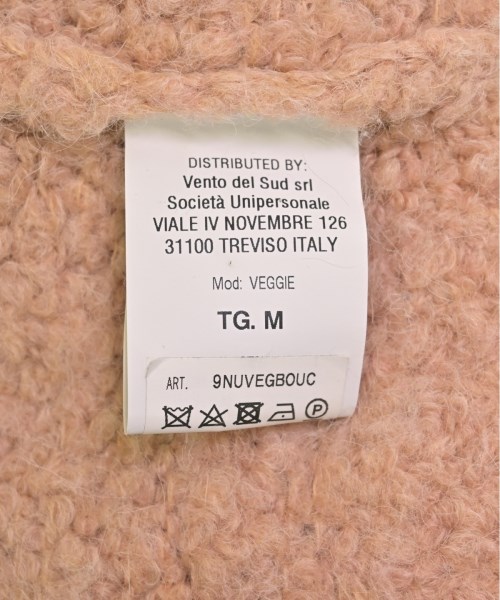 DISTRIBUTED BY:
Vento del Sud srl
Società Unipersonale
VIALE IV NOVEMBRE 126
31100 TREVISO ITALY
Mod: VEGGIE
TG. M
ART. 9NUVEGBOUC
P